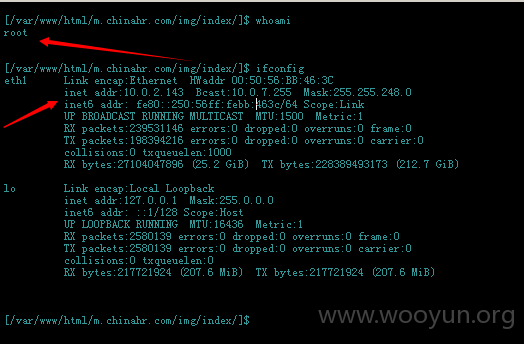 [/var/www/html/m.chinahr.com/img/index/]$ whoami
root
[/var/www/html/m.chinahr.com/img/index/]$ ifconfig
eth1 Link encap:Ethernet HWaddr 00:50:56:BB:46:3C
inet addr:10.0.2.143 Bcast:10.0.7.255 Mask:255.255.248.0
inet6 addr: fe80::250:56ff:febb:463c/64 Scope:Link
UP BROADCAST RUNNING MULTICAST MTU:1500 Metric:1
RX packets:239531146 errors:0 dropped:0 overruns:0 frame:0
TX packets:198394216 errors:0 dropped:0 overruns:0 carrier:0
collisions:0 txqueuelen:1000
RX bytes:27104047896 (25.2 GiB) TX bytes:228389493173 (212.7 GiB)
lo Link encap:Local Loopback
inet addr:127.0.0.1 Mask:255.0.0.0
inet6 addr: ::1/128 Scope:Host
UP LOOPBACK RUNNING MTU:16436 Metric:1
RX packets:2580139 errors:0 dropped:0 overruns:0 frame:0
TX packets:2580139 errors:0 dropped:0 overruns:0 carrier:0
collisions:0 txqueuelen:0
RX bytes:217721924 (207.6 MiB) TX bytes:217721924 (207.6 MiB)
[/var/www/html/m.chinahr.com/img/index/]$
www.wooyun.org